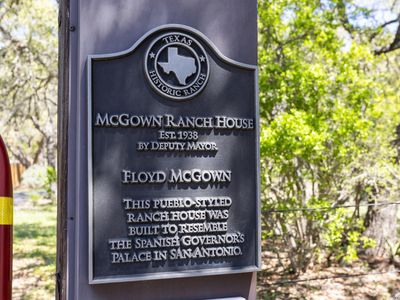 TEXAS
HISTORIC RANCH
McGown Ranch House
Est. 1938
by Deputy Mayor
Floyd McGown
This Pueblo-styled
ranch house was
built to resemble
the Spanish Governor's
Palace in San Antonio.